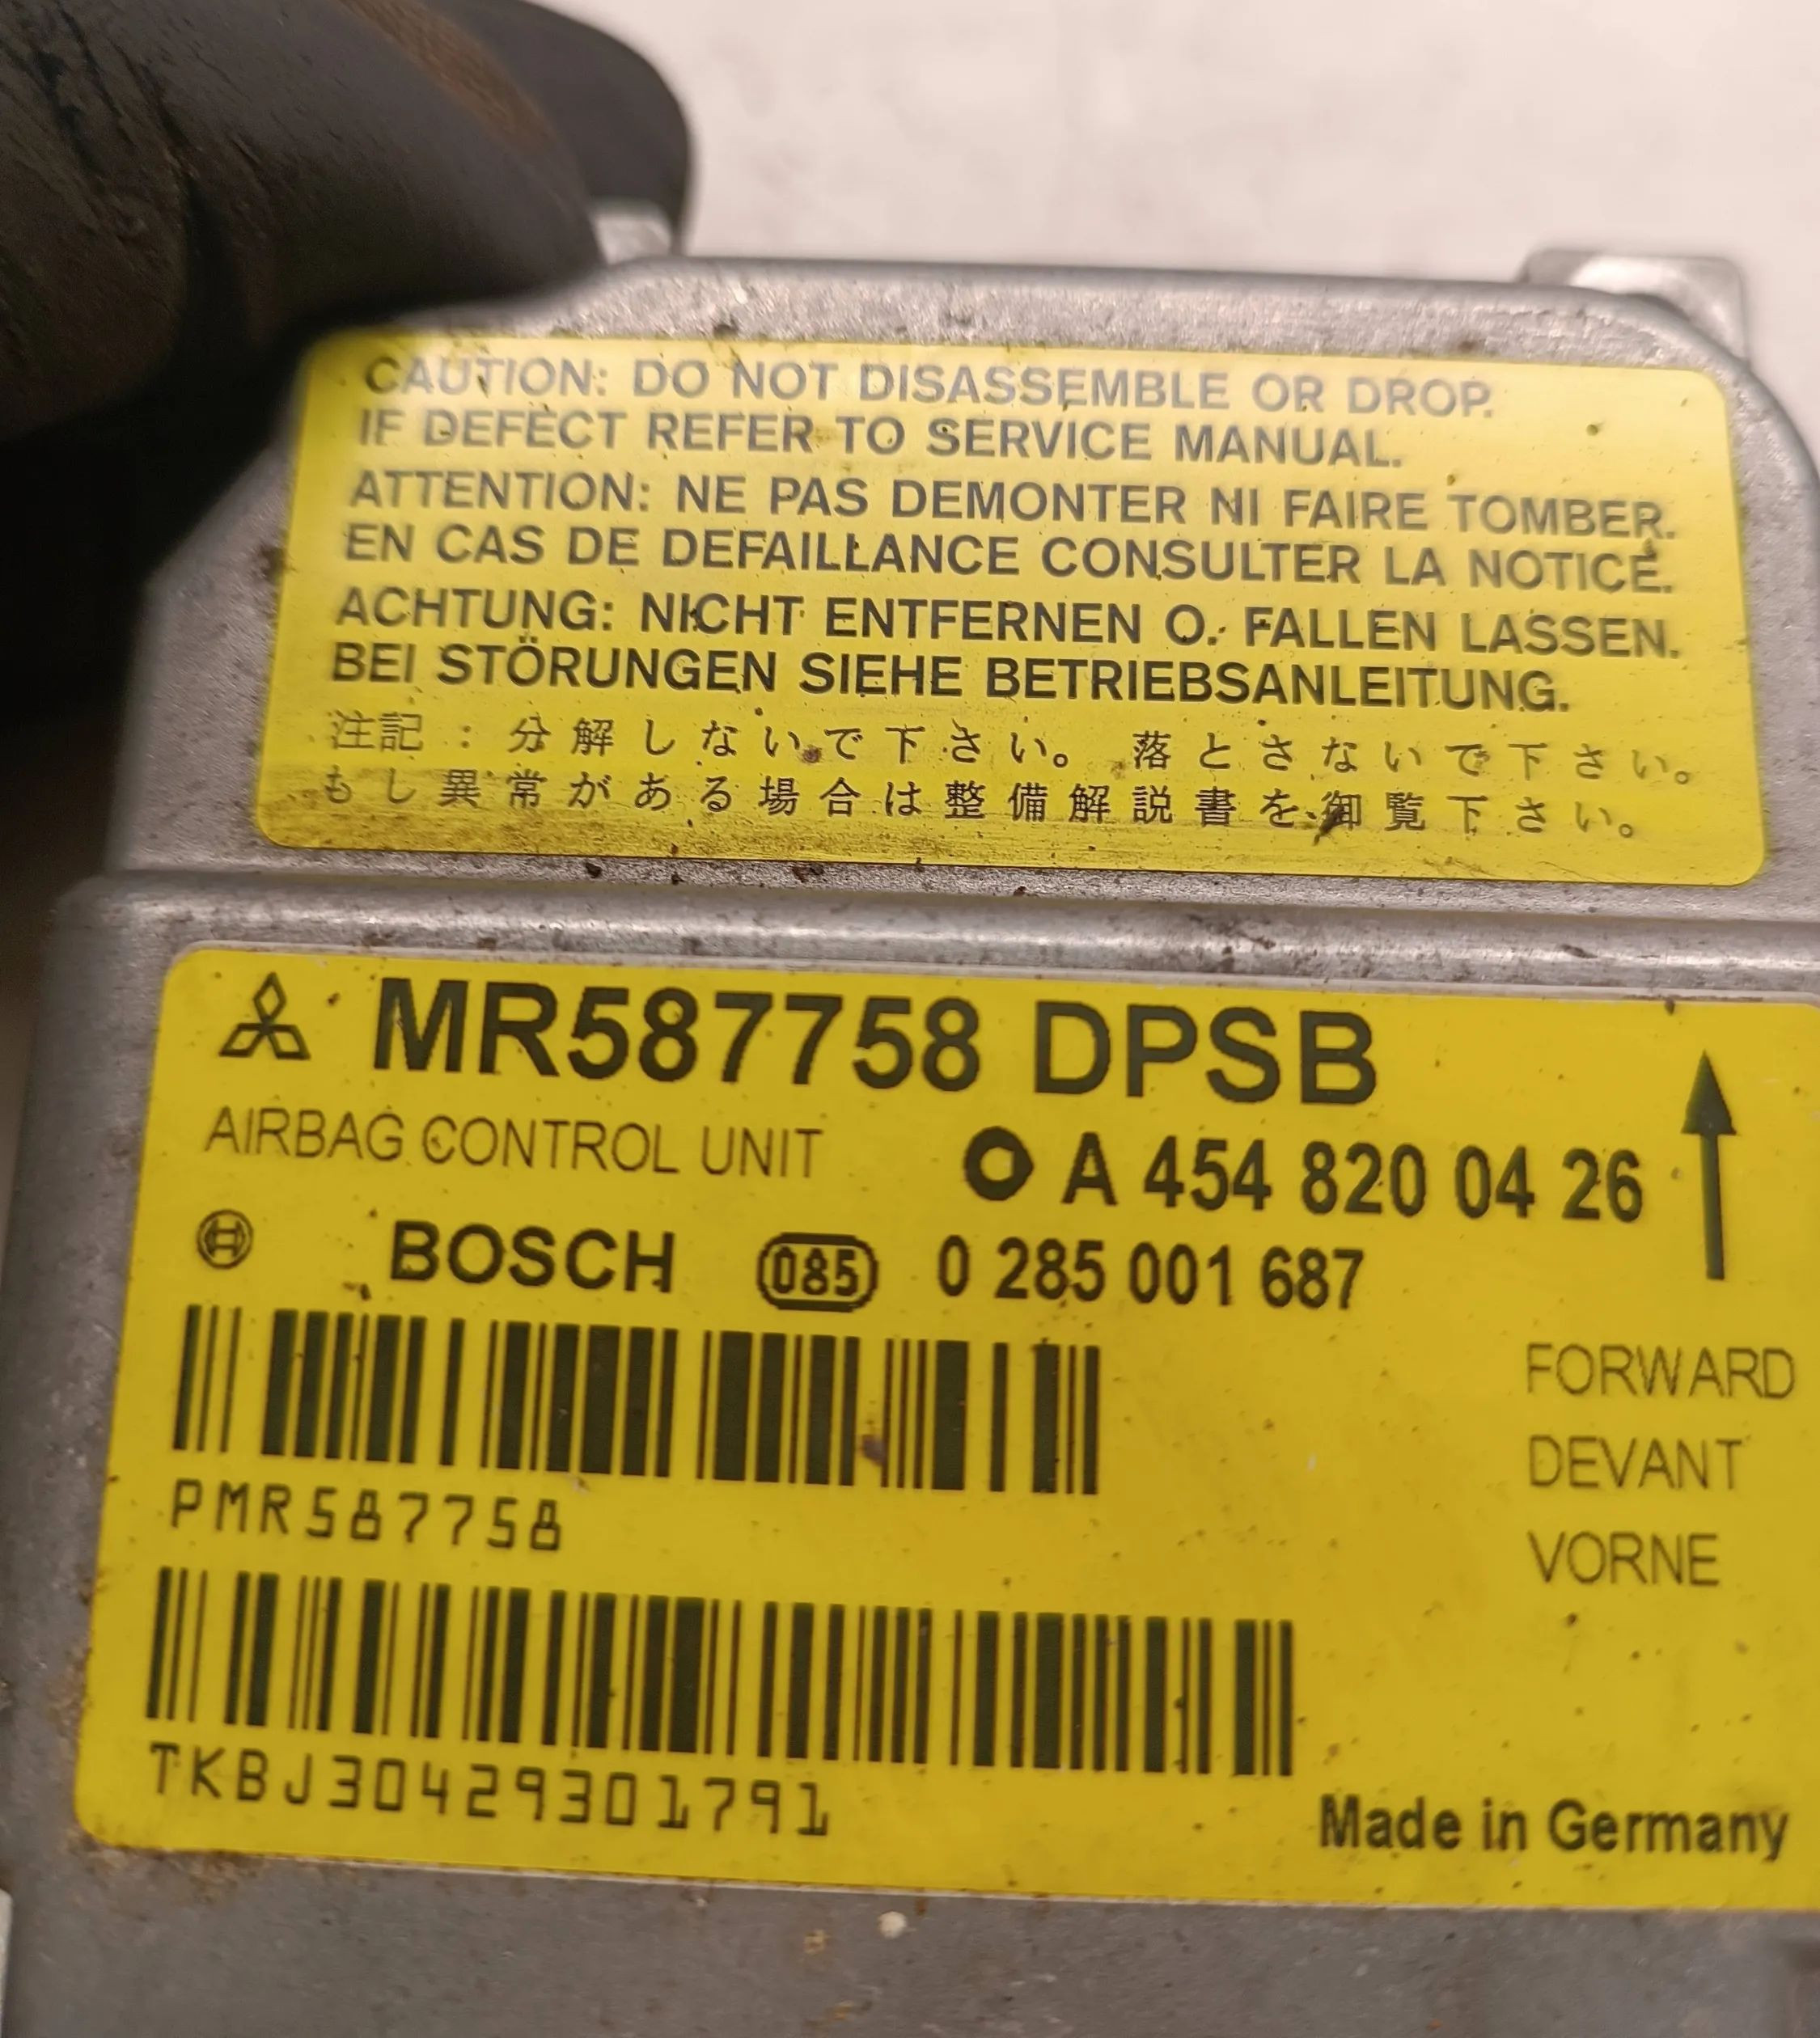 CAUTION: DO NOT DISASSEMBLE OR DROP.
IF DEFECT REFER TO SERVICE MANUAL.
ATTENTION: NE PAS DEMONTER NI FAIRE TOMBER.
EN CAS DE DEFAILLANCE CONSULTER LA NOTICE.
ACHTUNG: NICHT ENTFERNEN O. FALLEN LASSEN.
BEI STÖRUNGEN SIEHE BETRIEBSANLEITUNG.
注記:分解しないで下さい。落とさないで下さい。
もし異常がある場合は整備解説書を御覧下さい。
MR587758 DPSB
AIRBAG CONTROL UNIT
A 454 820 04 26
BOSCH 085 0 285 001 687
PMR587758
FORWARD
DEVANT
VORNE
TKBJ30429301791
Made in Germany